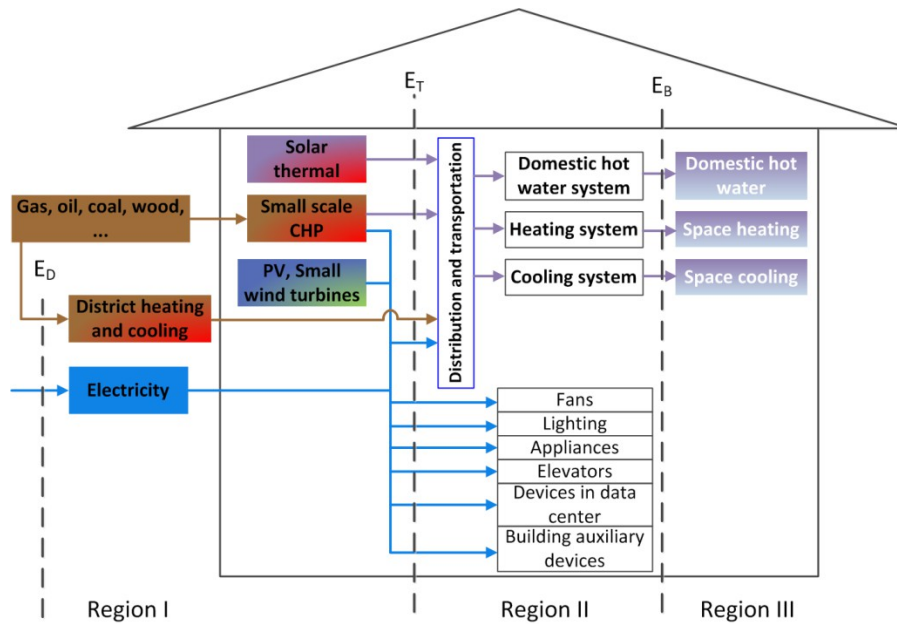 E_T
E_B
Solar
thermal
Distribution and transportation
Domestic hot
water system
Domestic hot
water
Gas, oil, coal, wood,
...
Small scale
CHP
Heating system
Space heating
E_D
PV, Small
wind turbines
Cooling system
Space cooling
District heating
and cooling
Electricity
Fans
Lighting
Appliances
Elevators
Devices in data
center
Building auxiliary
devices
Region I
Region II
Region III